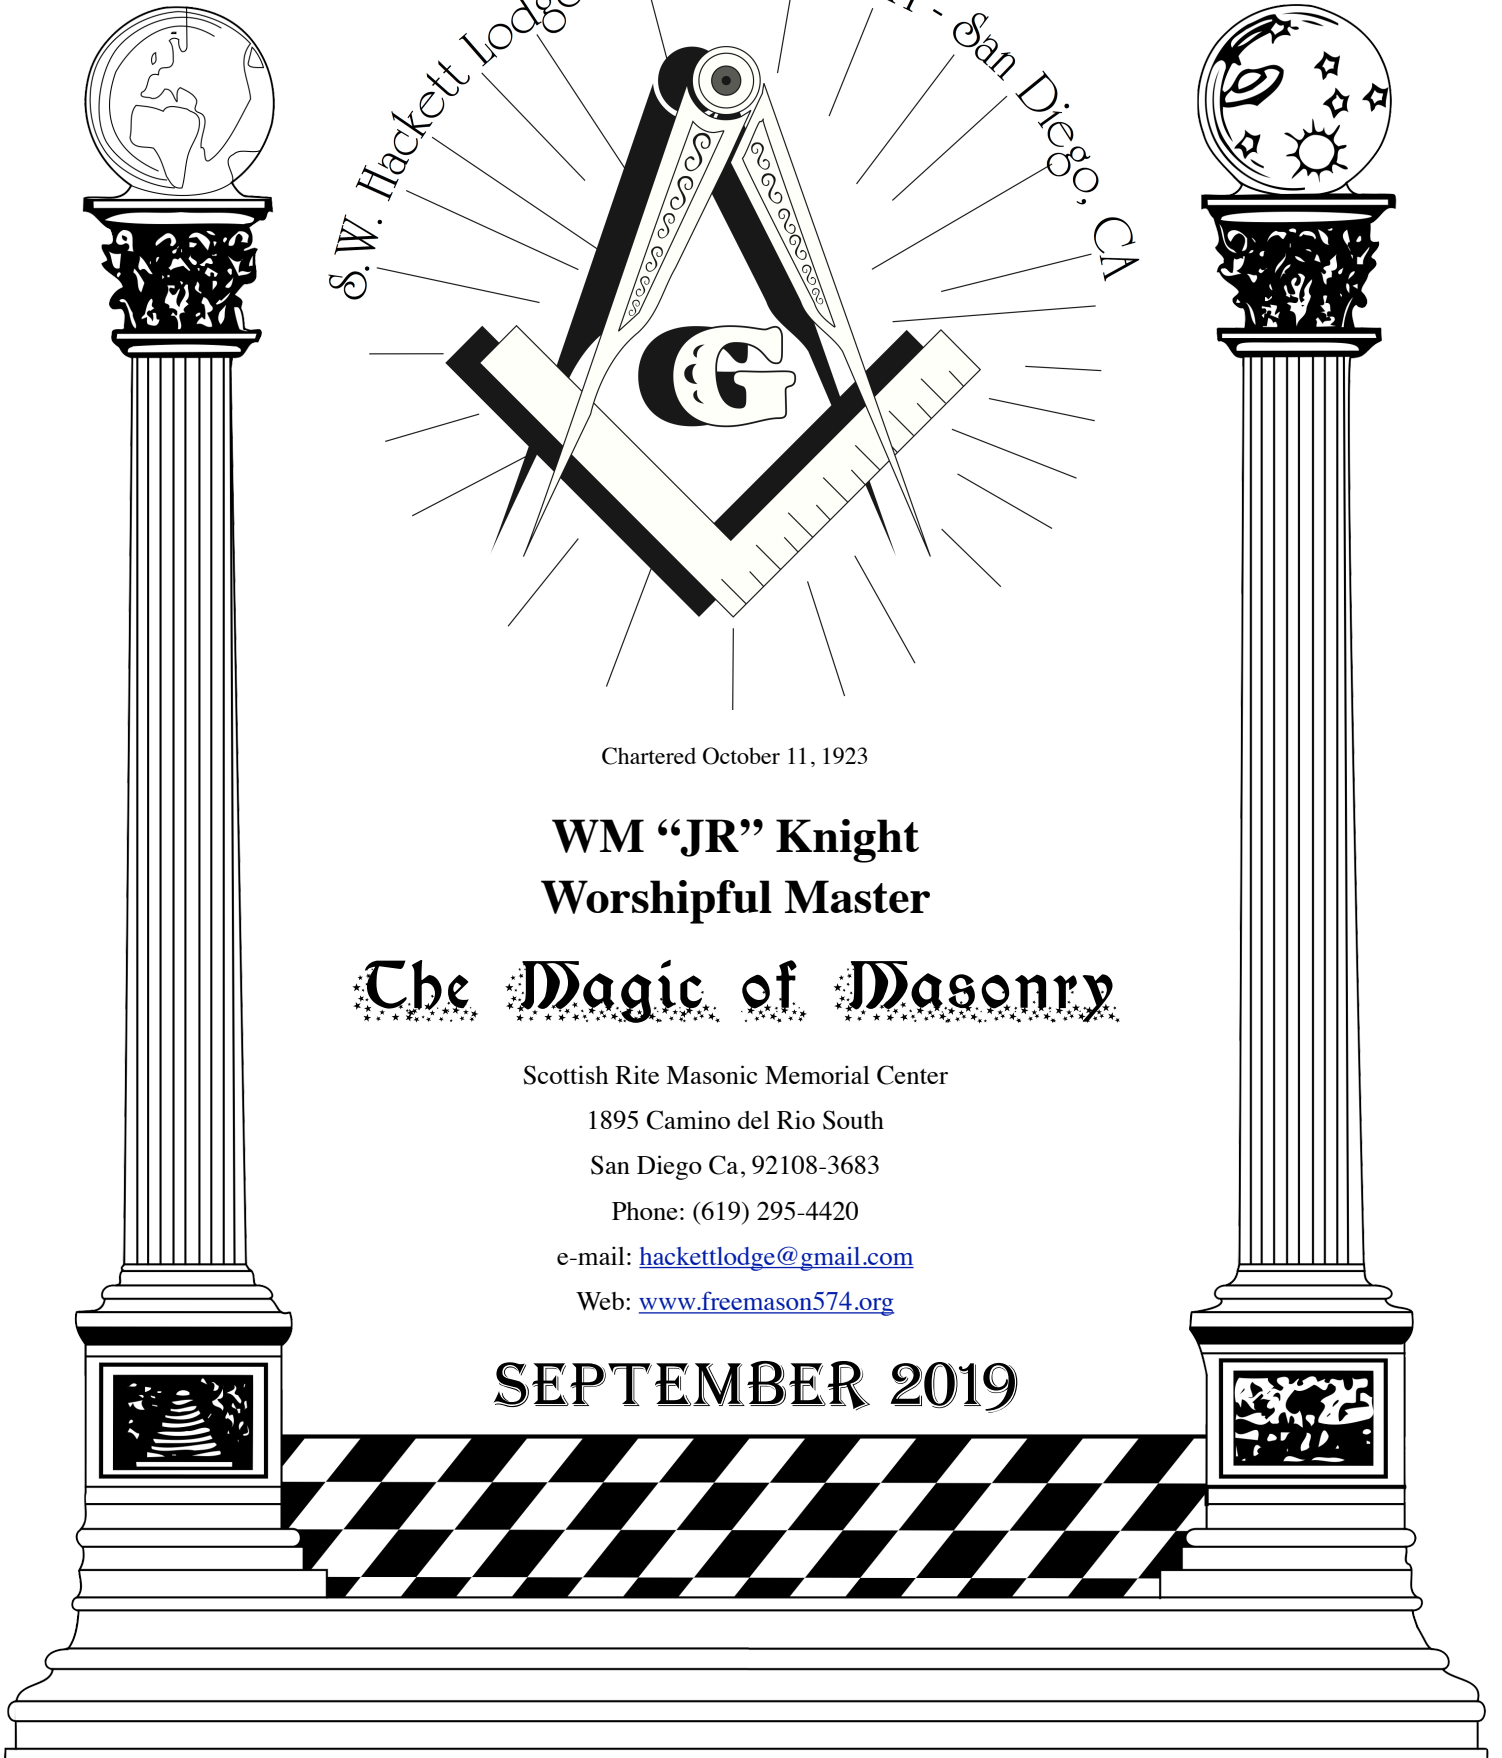 S.W. Hackett Lodge - San Diego, CA
G
Chartered October 11, 1923
WM “JR” Knight
Worshipful Master
The Magic of Masonry
Scottish Rite Masonic Memorial Center
1895 Camino del Rio South
San Diego Ca, 92108-3683
Phone: (619) 295-4420
e-mail: hackettlodge@gmail.com
Web: www.freemason574.org
SEPTEMBER 2019